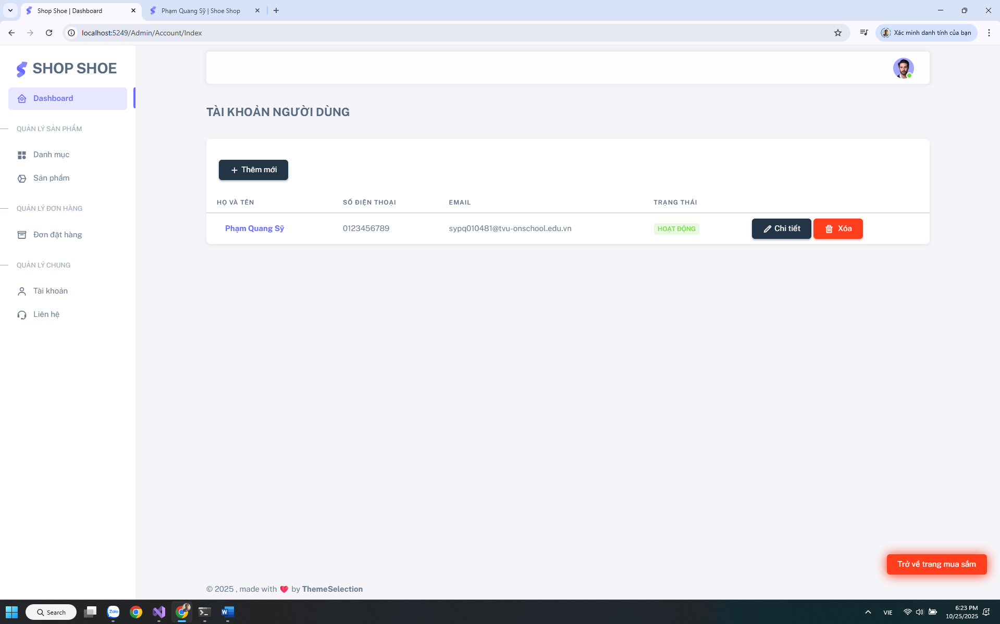 Shop Shoe | Dashboard
Phạm Quang Sỹ | Shoe Shop
localhost:5249/Admin/Account/Index
Xác minh danh tính của bạn
SHOP SHOE
Dashboard
QUẢN LÝ SẢN PHẨM
Danh mục
Sản phẩm
QUẢN LÝ ĐƠN HÀNG
Đơn đặt hàng
QUẢN LÝ CHUNG
Tài khoản
Liên hệ
TÀI KHOẢN NGƯỜI DÙNG
Thêm mới
HỌ VÀ TÊN SỐ ĐIỆN THOẠI EMAIL TRẠNG THÁI
Phạm Quang Sỹ 0123456789 sypq010481@tvu-onschool.edu.vn HOẠT ĐỘNG Chi tiết Xóa
Trở về trang mua sắm
© 2025 , made with ❤️ by ThemeSelection
Search
Zalo
VIE
6:23 PM
10/25/2025